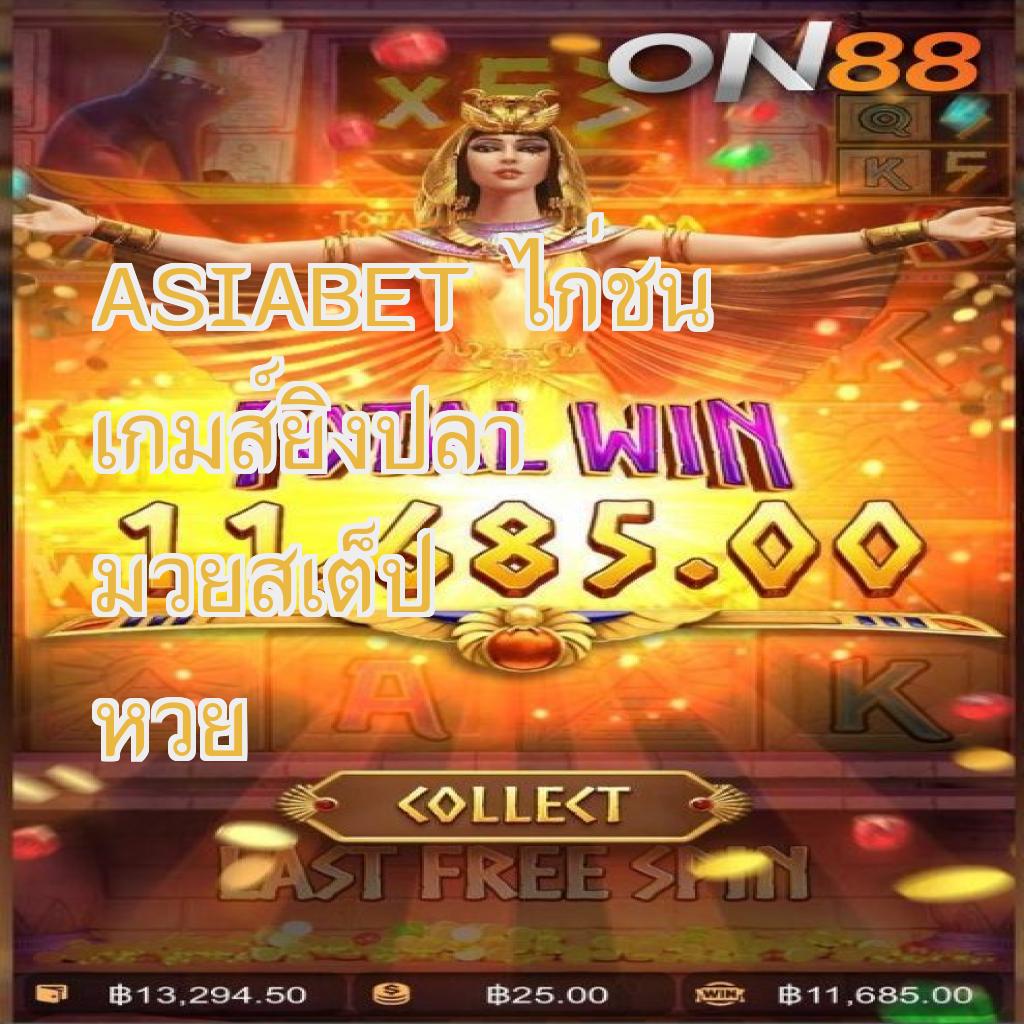 ON88
x53
Q
K
ASIABET ไก่ชน
เกมส์ยิงปลา
TOTAL WIN
11,685.00
มวยสเต็ป
A
K
หวย
COLLECT
LAST FREE SPIN
฿13,294.50 ฿25.00 WIN ฿11,685.00